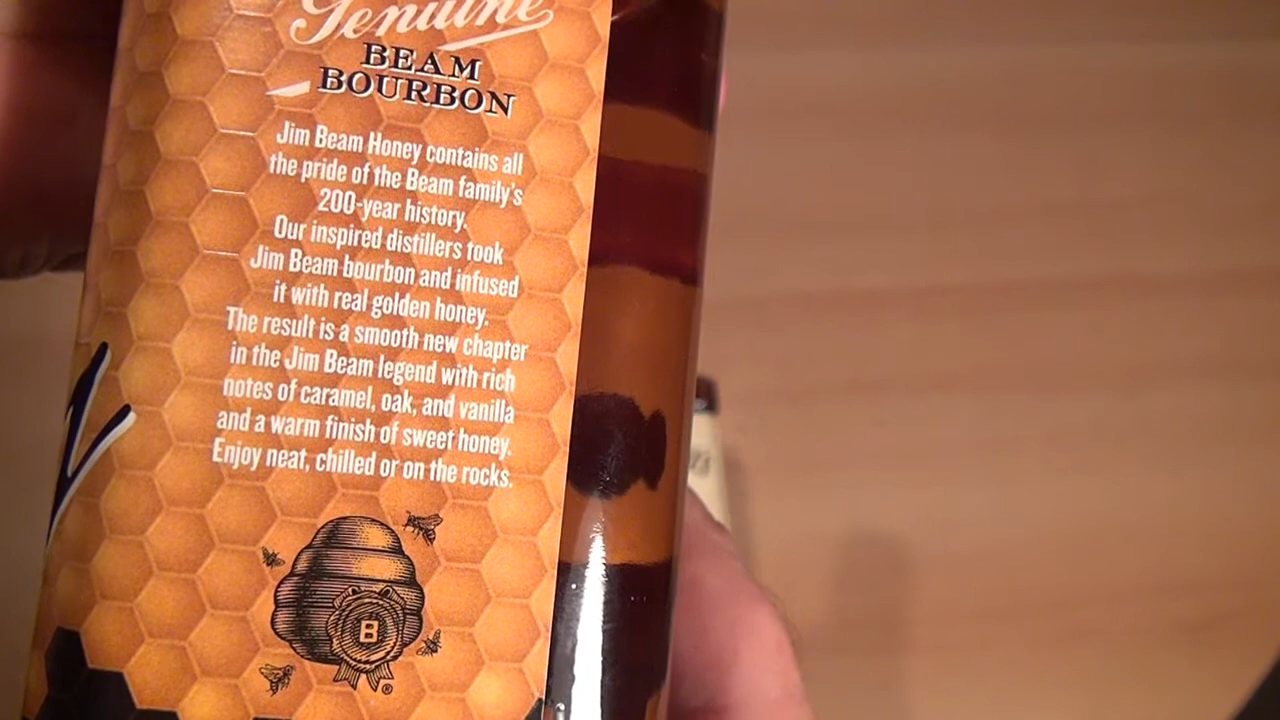 Genuine
BEAM
BOURBON
Jim Beam Honey contains all
the pride of the Beam family's
200-year history.
Our inspired distillers took
Jim Beam bourbon and infused
it with real golden honey.
The result is a smooth new chapter
in the Jim Beam legend with rich
notes of caramel, oak, and vanilla
and a warm finish of sweet honey.
Enjoy neat, chilled or on the rocks.
B
®